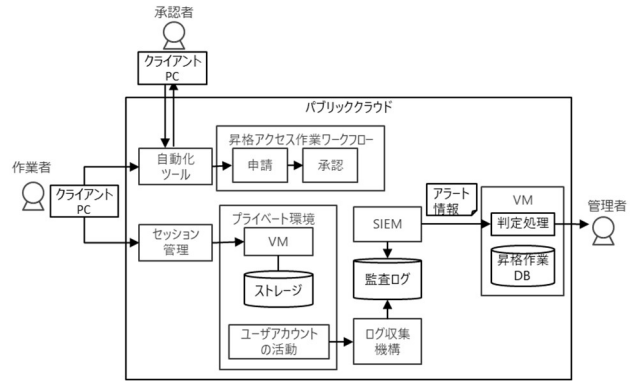 承認者
クライアント
PC
パブリッククラウド
昇格アクセス作業ワークフロー
作業者
自動化
ツール
申請
承認
クライアント
PC
アラート
情報
VM
管理者
プライベート環境
セッション
管理
VM
SIEM
判定処理
ストレージ
監査ログ
昇格作業
DB
ユーザアカウント
の活動
ログ収集
機構